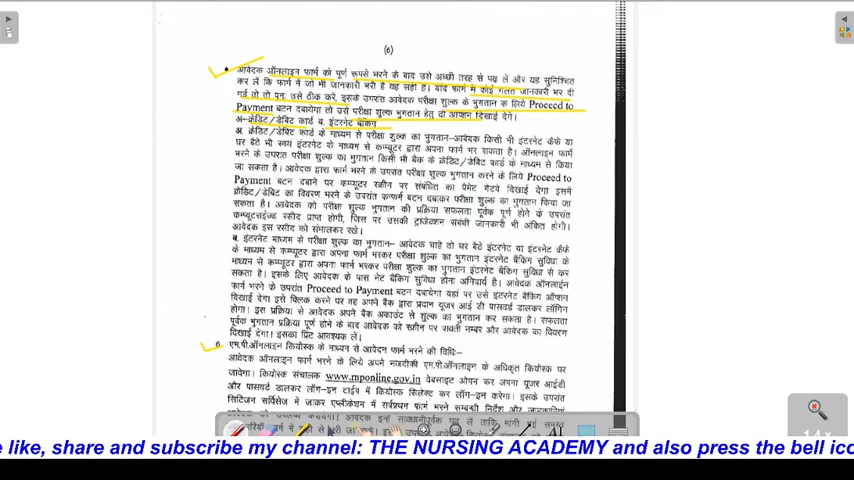 (6)
आवेदक ऑनलाइन फार्म को पूर्ण रूपसे भरने के बाद उसे अच्छी तरह से पढ़ लें और यह सुनिश्चित
कर लें कि फार्म में जो भी जानकारी भरी है वह सही है। यदि फार्म में कोई गलत जानकारी भर दी
गई तो तो पुनः उसे ठीक करें, इसके उपरांत आवेदक परीक्षा शुल्क के भुगतान के लिये Proceed to
Payment बटन दबायेगा तो उसे परीक्षा शुल्क भुगतान हेतु दो आप्शन दिखाई देगे।
अ–क्रेडिट/डेबिट कार्ड ब. इंटरनेट बैंकिग
अ. क्रेडिट/डेबिट कार्ड के माध्यम से परीक्षा शुल्क का भुगतान–आवेदक किसी भी इंटरनेट कैफे या
घर बैठे भी स्वयं इंटरनेट के माध्यम से कम्प्यूटर द्वारा अपना फार्म भर सकता है। ऑनलाइन फार्म
भरने के उपरांत परीक्षा शुल्क का भुगतान किसी भी बैंक के क्रेडिट/डेबिट कार्ड के माध्यम से किया
जा सकता है। आवेदक द्वारा फार्म भरने के उपरांत परीक्षा शुल्क भुगतान करने के लिये Proceed to
Payment बटन दबाने पर कम्प्यूटर स्क्रीन पर संबंधित का पेमेंट गेटवे दिखाई देगा इसमें
क्रेडिट/डेबिट का विवरण भरने के उपरांत कन्फर्म बटन दबाकर परीक्षा शुल्क का भुगतान किया जा
सकता है। आवेदक को परीक्षा शुल्क भुगतान की प्रक्रिया सफलता पूर्वक पूर्ण होने के उपरांत
कम्प्यूटराईज्ड रसीद प्राप्त होगी, जिस पर उसकी ट्रांजेक्शन संबंधी जानकारी भी अंकित होगी।
आवेदक इस रसीद को संभालकर रखे।
ब. इंटरनेट माध्यम से परीक्षा शुल्क का भुगतान– आवेदक चाहे वो घर बैठे इंटरनेट या इंटरनेट कैफे
के माध्यम से कम्प्यूटर द्वारा अपना फार्म भरकर परीक्षा शुल्क का भुगतान इंटरनेट बैंकिग सुविधा के
माध्यम से कम्प्यूटर द्वारा अपना फार्म भरकर परीक्षा शुल्क का भुगतान इंटरनेट बैंकिग सुविधा से कर
सकता है। इसके लिए आवेदक के पास नेट बैंकिग सुविधा होना अनिवार्य है। आवेदक ऑनलाईन
फार्म भरने के उपरांत Proceed to Payment बटन दबायेगा यहां पर उसे इंटरनेट बैंकिग ऑप्शन
दिखाई देगा इसे क्लिक करने पर वह अपने बैंक द्वारा प्रदान यूजर आई डी पासवर्ड डालकर लॉगिन
होगा। इस प्रक्रिया से आवेदक अपने बैंक अकाउंट से शुल्क का भुगतान कर सकता है। सफलता
पूर्वक भुगतान प्रक्रिया पूर्ण होने के बाद आवेदक को स्क्रीन पर पावती नम्बर और आवेदक का विवरण
दिखाई देगा। इसका प्रिंट आवश्यक लें।
6. एम.पी.ऑनलाइन कियोस्क के माध्यम से आवेदन फार्म भरने की विधिः–
आवेदक ऑनलाइन फार्म भरने के लिये अपने नजदीकी एम.पी.ऑनलाइन के अधिकृत कियोस्क पर
जायेगा। कियोस्क संचालक www.mponline.gov.in वेबसाइट ओपन कर अपना यूजर आईडी
और पासवर्ड डालकर लॉग–इन टाईप में कियोस्क सिलेक्ट कर लॉग–इन करेगा। इसके उपरांत
सिटिजन सर्विसेज में जाकर एप्लीकेशन में सर्वप्रथम फार्म भरने सम्बन्धी निर्देश और जानकारियां
e like, share and subscribe my channel: THE NURSING ACADEMY and also press the bell ico